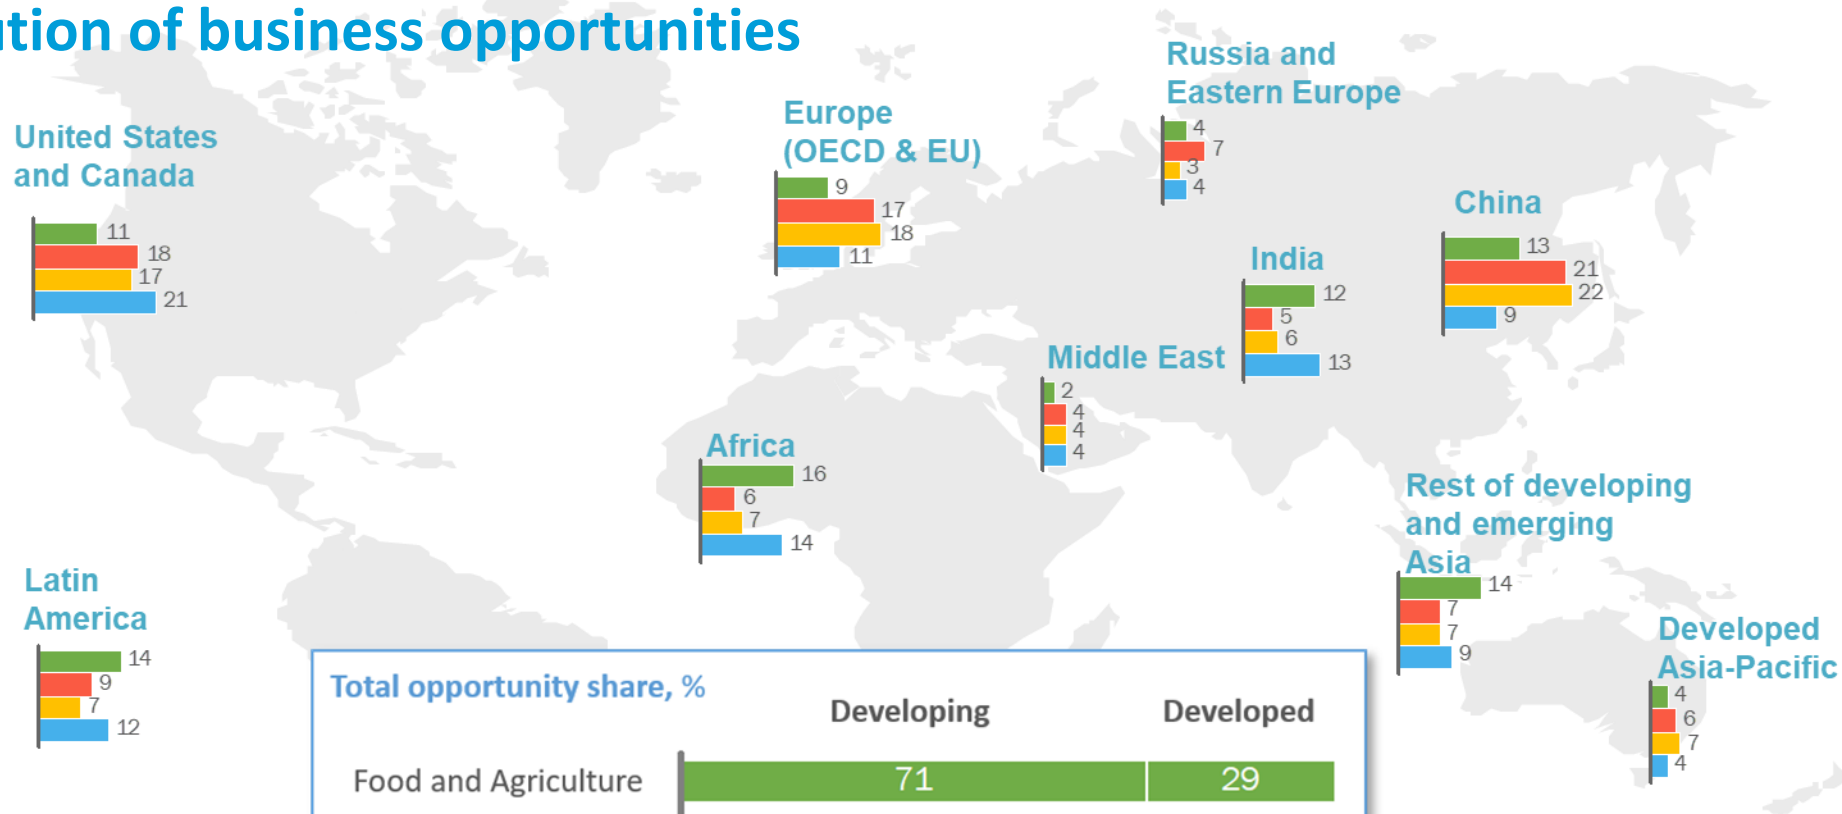 of business opportunities
United States
and Canada
11
18
17
21
Europe
(OECD & EU)
9
17
18
11
Russia and
Eastern Europe
4
7
3
4
China
13
21
22
9
India
12
5
6
13
Middle East
2
4
4
4
Africa
16
6
7
14
Rest of developing
and emerging
Asia
14
7
7
9
Latin
America
14
9
7
12
Developed
Asia-Pacific
4
6
7
4
Total opportunity share, %
Developing Developed
Food and Agriculture 71 29